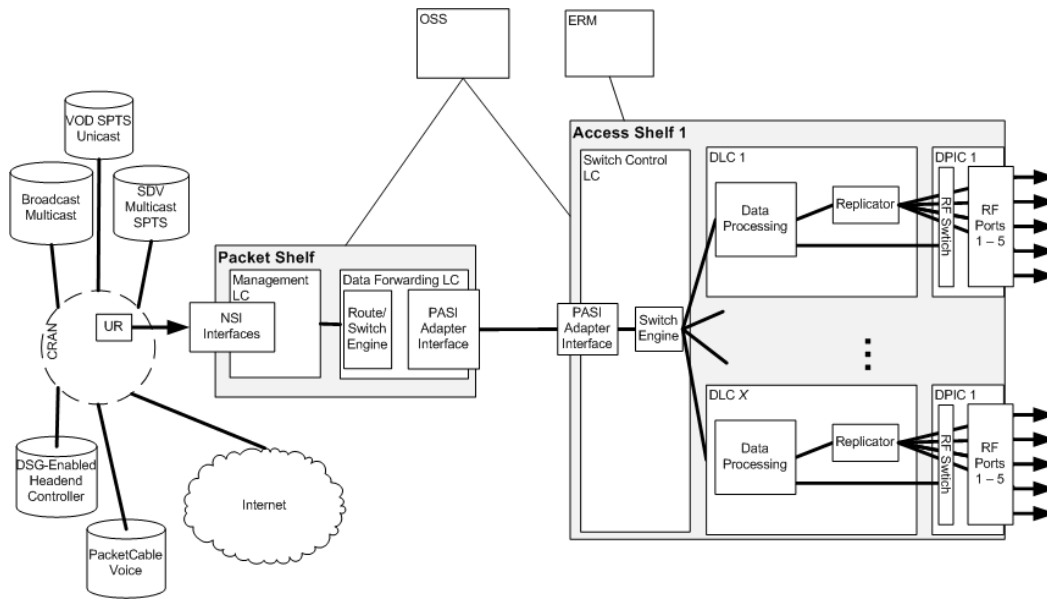 OSS
ERM
VOD SPTS
Unicast
Broadcast
Multicast
SDV
Multicast
SPTS
CRAN
UR
DSG-Enabled
Headend
Controller
PacketCable
Voice
Internet
Packet Shelf
Management
LC
NSI
Interfaces
Data Forwarding LC
Route/
Switch
Engine
PASI
Adapter
Interface
Access Shelf 1
Switch Control
LC
PASI
Adapter
Interface
Switch
Engine
DLC 1
Data
Processing
Replicator
DPIC 1
RF Swtich
RF
Ports
1 – 5
DLC X
Data
Processing
Replicator
DPIC 1
RF Swtich
RF
Ports
1 – 5